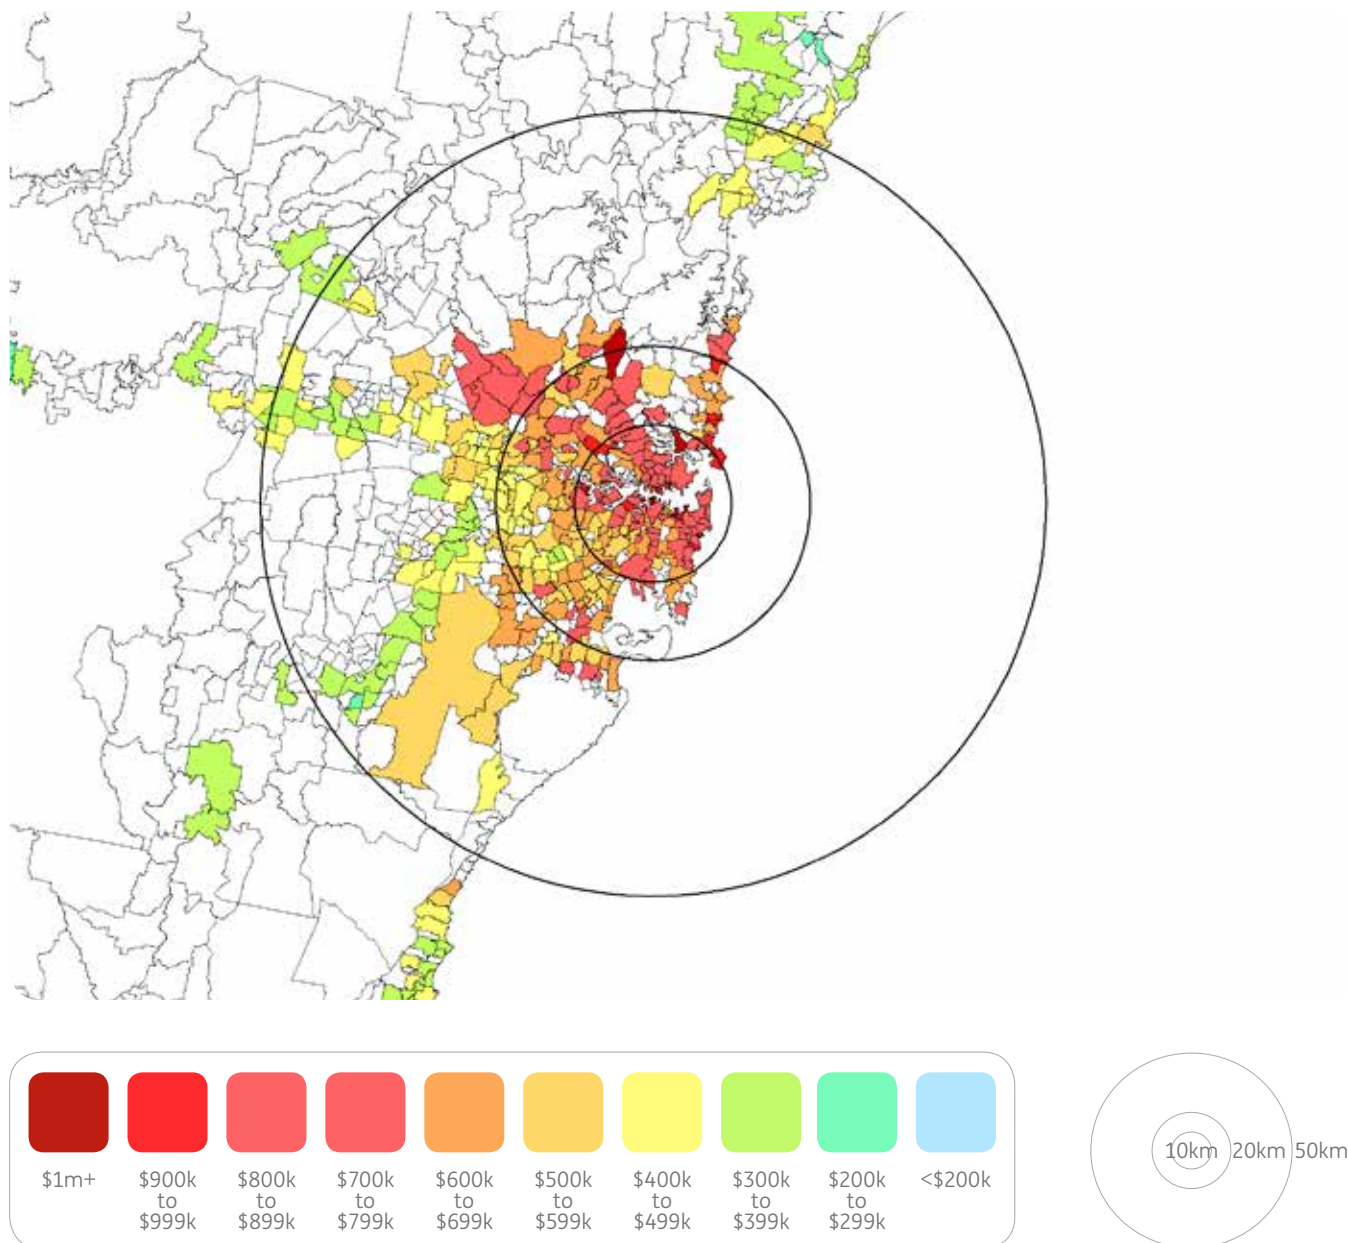 $1m+
$900k
to
$999k
$800k
to
$899k
$700k
to
$799k
$600k
to
$699k
$500k
to
$599k
$400k
to
$499k
$300k
to
$399k
$200k
to
$299k
<$200k
10km 20km 50km